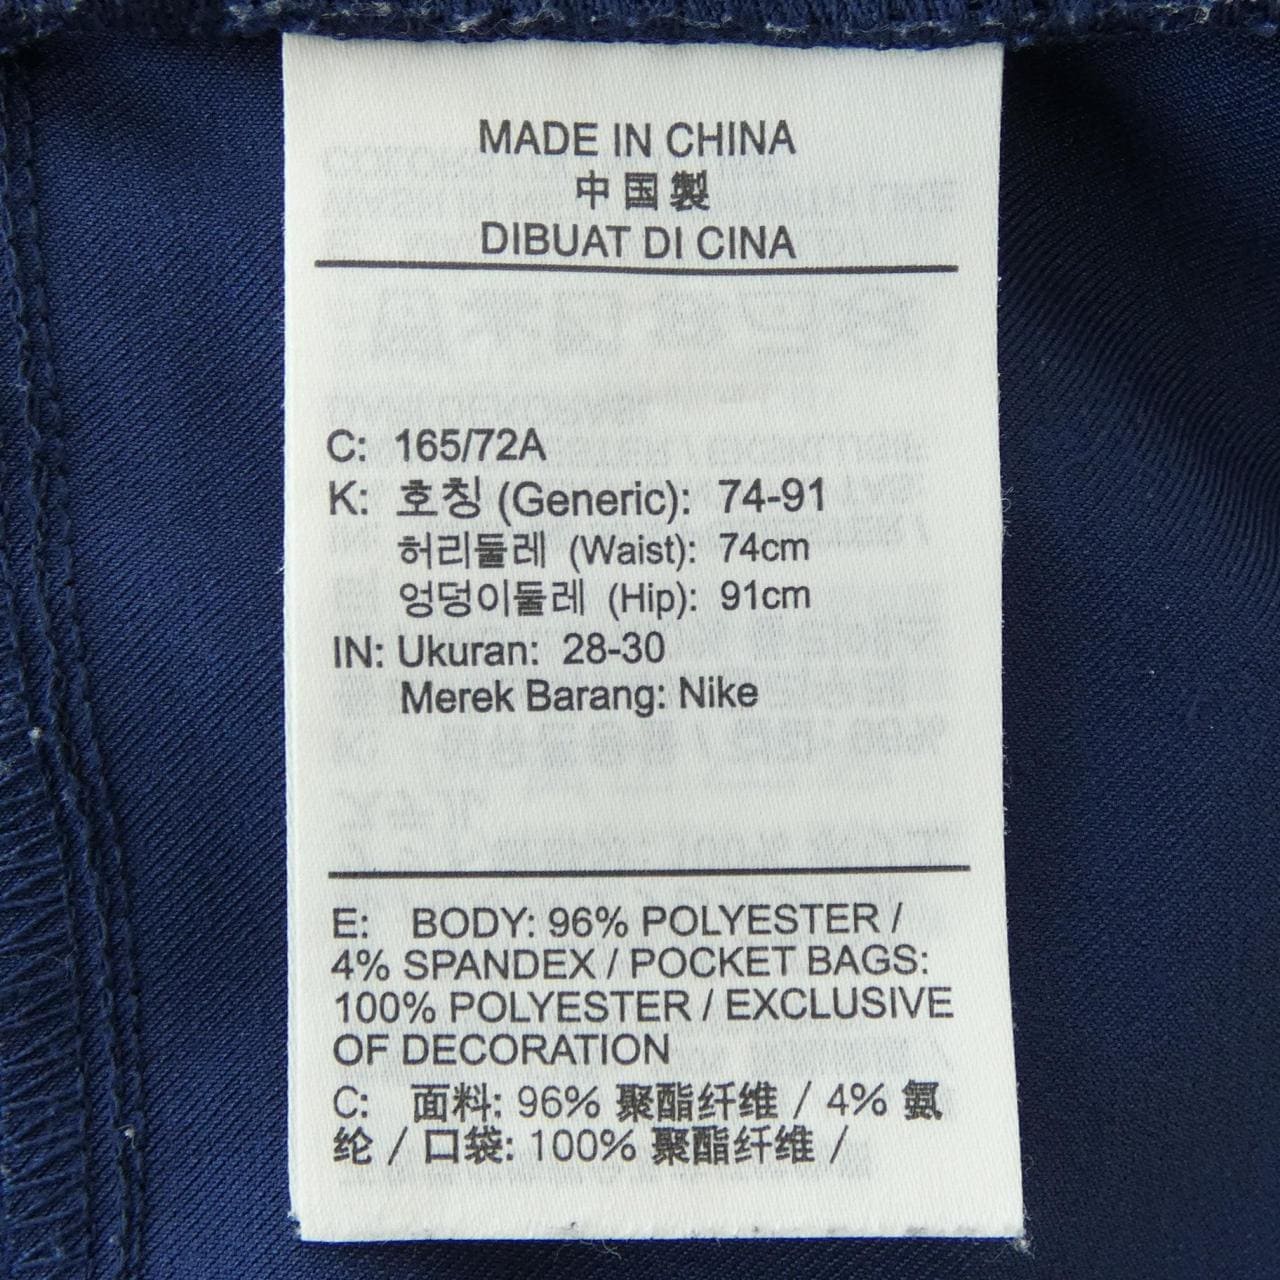 MADE IN CHINA
中国製
DIBUAT DI CINA
C: 165/72A
K: 호칭 (Generic): 74-91
허리둘레 (Waist): 74cm
엉덩이둘레 (Hip): 91cm
IN: Ukuran: 28-30
Merek Barang: Nike
E: BODY: 96% POLYESTER /
4% SPANDEX / POCKET BAGS:
100% POLYESTER / EXCLUSIVE
OF DECORATION
C: 面料: 96% 聚酯纤维 / 4% 氨
纶 / 口袋: 100% 聚酯纤维 /